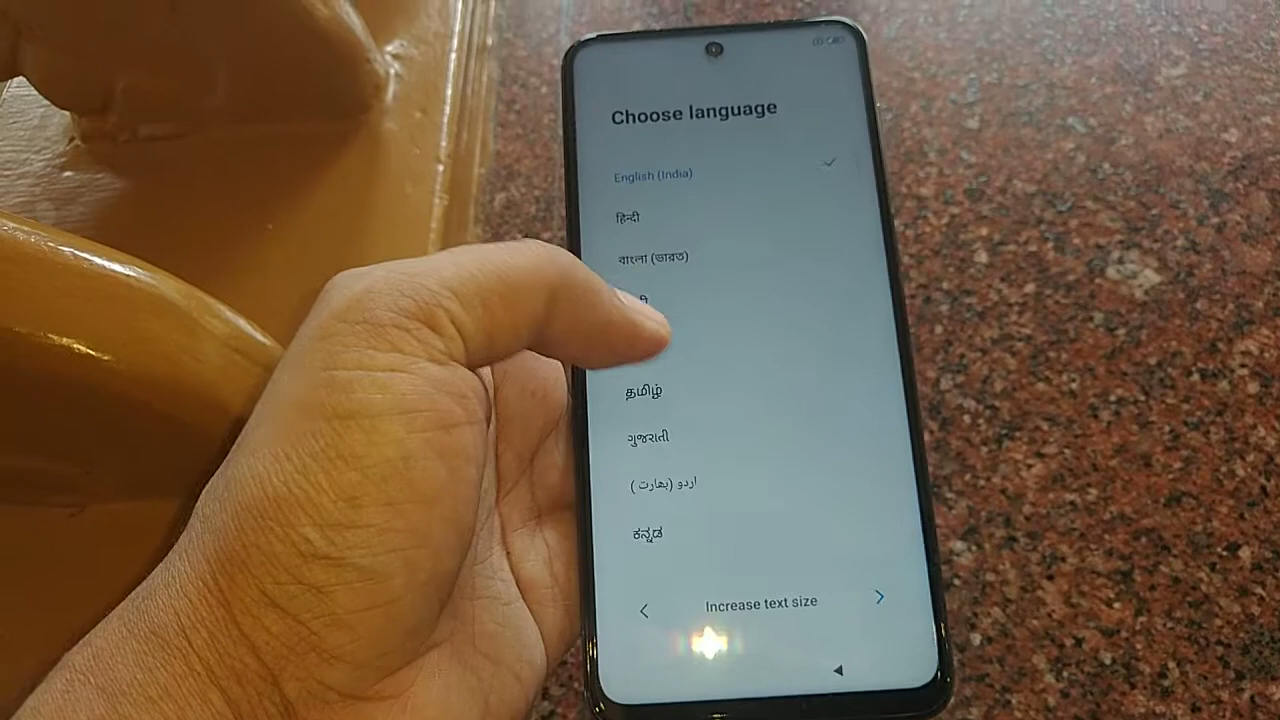 Choose language
English (India)
हिन्दी
বাংলা (ভারত)
தமிழ்
ગુજરાતી
اردو (بھارت )
ಕನ್ನಡ
Increase text size